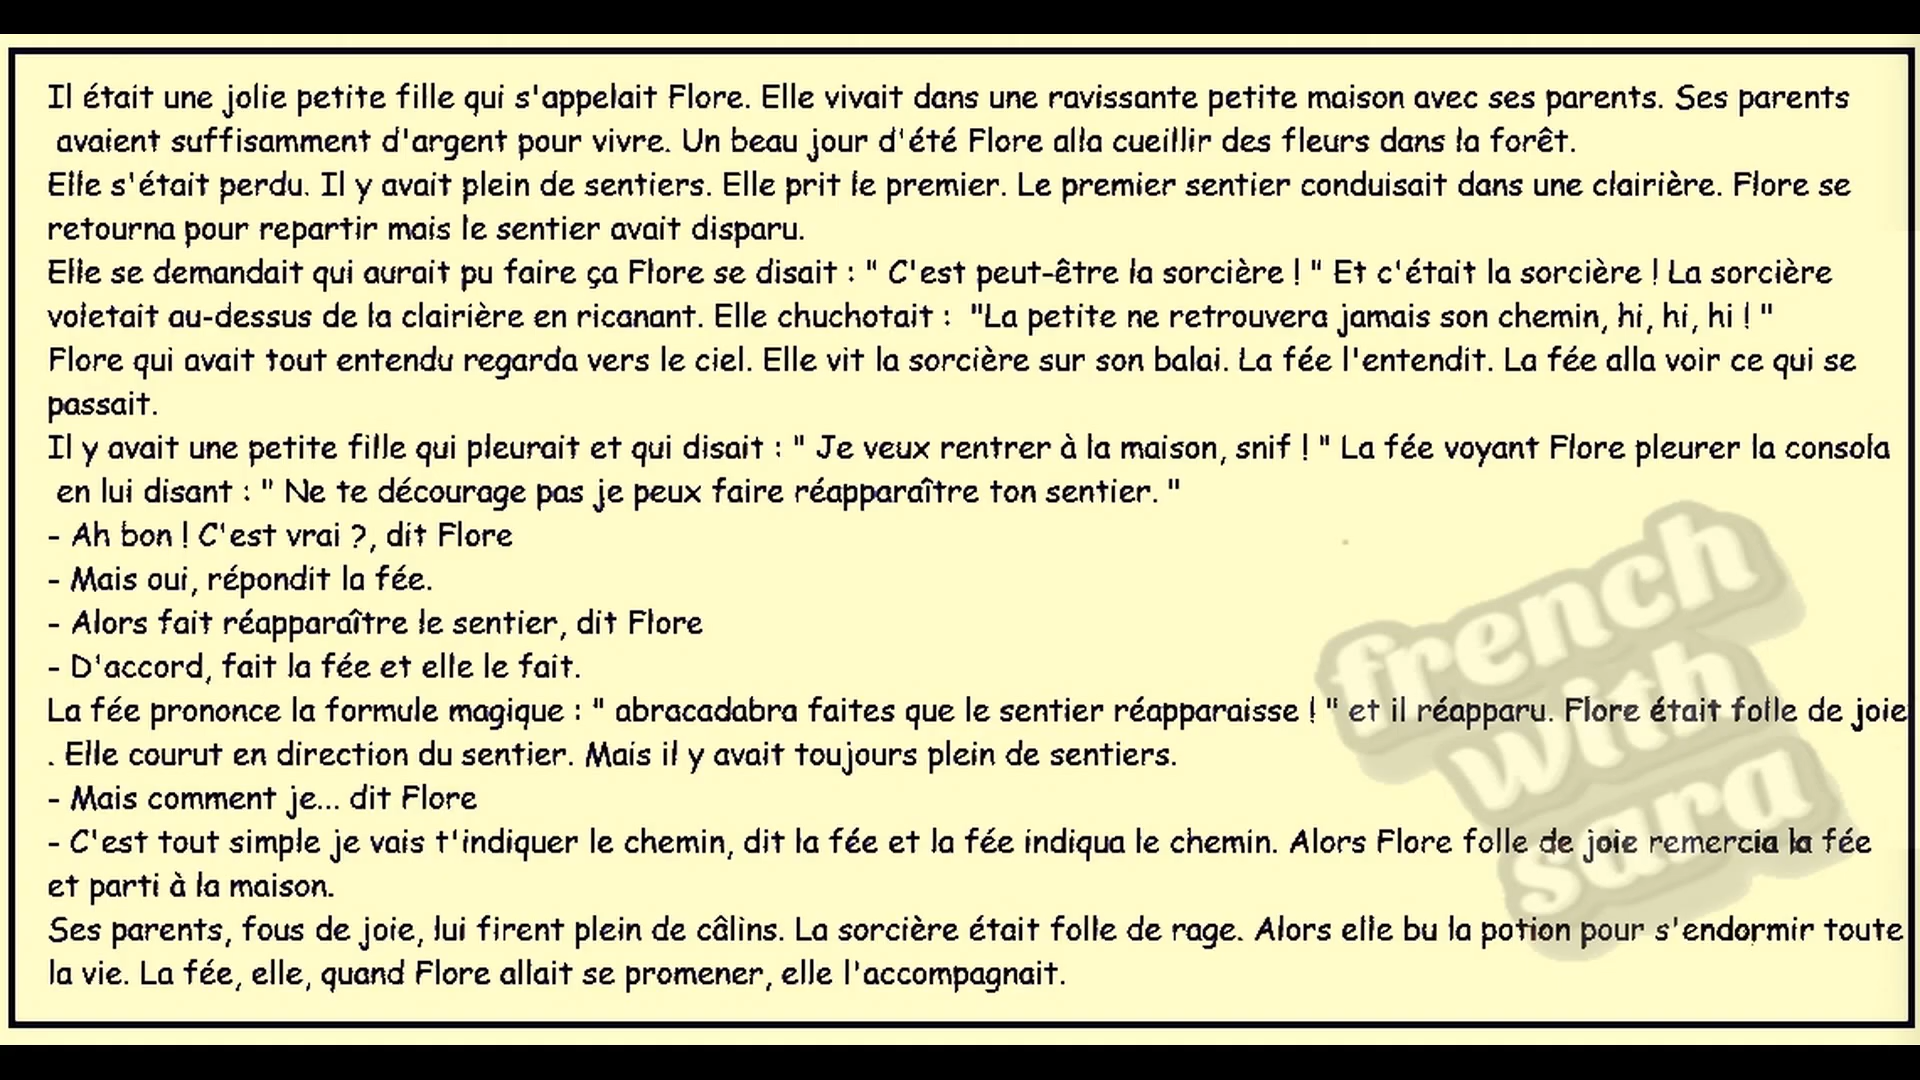 Il était une jolie petite fille qui s'appelait Flore. Elle vivait dans une ravissante petite maison avec ses parents. Ses parents
avaient suffisamment d'argent pour vivre. Un beau jour d'été Flore alla cueillir des fleurs dans la forêt.
Elle s'était perdu. Il y avait plein de sentiers. Elle prit le premier. Le premier sentier conduisait dans une clairière. Flore se
retourna pour repartir mais le sentier avait disparu.
Elle se demandait qui aurait pu faire ça Flore se disait : " C'est peut-être la sorcière ! " Et c'était la sorcière ! La sorcière
voletait au-dessus de la clairière en ricanant. Elle chuchotait :  "La petite ne retrouvera jamais son chemin, hi, hi, hi ! "
Flore qui avait tout entendu regarda vers le ciel. Elle vit la sorcière sur son balai. La fée l'entendit. La fée alla voir ce qui se
passait.
Il y avait une petite fille qui pleurait et qui disait : " Je veux rentrer à la maison, snif ! " La fée voyant Flore pleurer la consola
en lui disant : " Ne te décourage pas je peux faire réapparaître ton sentier. "
- Ah bon ! C'est vrai ?, dit Flore
- Mais oui, répondit la fée.
- Alors fait réapparaître le sentier, dit Flore
- D'accord, fait la fée et elle le fait.
La fée prononce la formule magique : " abracadabra faites que le sentier réapparaisse ! " et il réapparu. Flore était folle de joie
. Elle courut en direction du sentier. Mais il y avait toujours plein de sentiers.
- Mais comment je... dit Flore
- C'est tout simple je vais t'indiquer le chemin, dit la fée et la fée indiqua le chemin. Alors Flore folle de joie remercia la fée
et parti à la maison.
Ses parents, fous de joie, lui firent plein de câlins. La sorcière était folle de rage. Alors elle bu la potion pour s'endormir toute
la vie. La fée, elle, quand Flore allait se promener, elle l'accompagnait.
french
with
sara